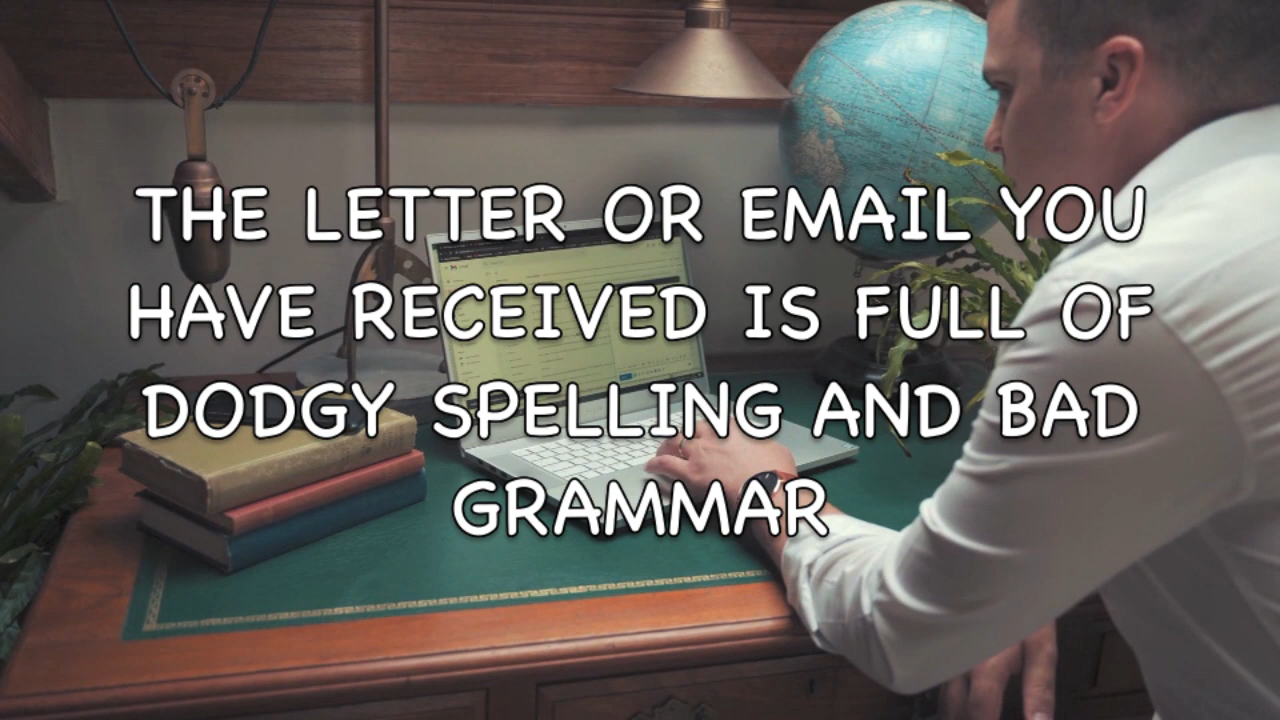 THE LETTER OR EMAIL YOU
HAVE RECEIVED IS FULL OF
DODGY SPELLING AND BAD
GRAMMAR